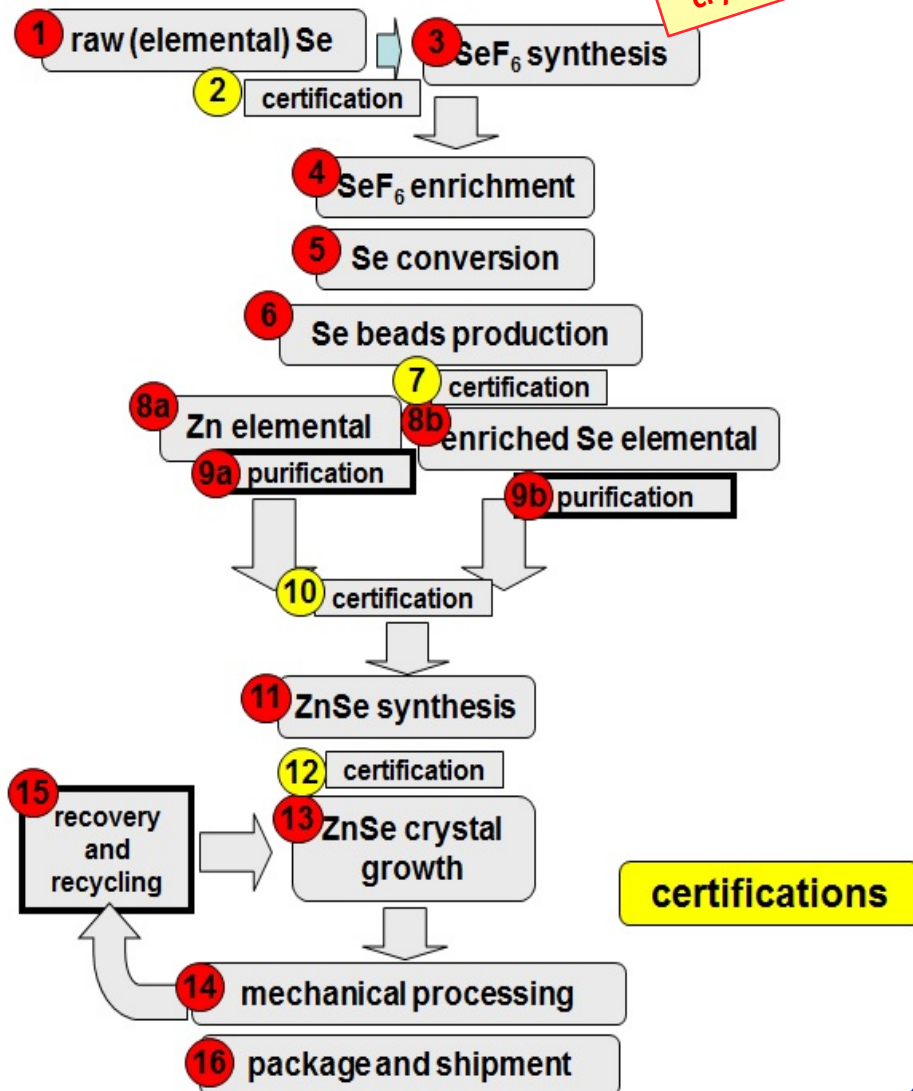 1 raw (elemental) Se
3 SeF₆ synthesis
2 certification
4 SeF₆ enrichment
5 Se conversion
6 Se beads production
7 certification
8a Zn elemental
8b enriched Se elemental
9a purification
9b purification
10 certification
11 ZnSe synthesis
12 certification
15 recovery
and
recycling
13 ZnSe crystal
growth
certifications
14 mechanical processing
16 package and shipment